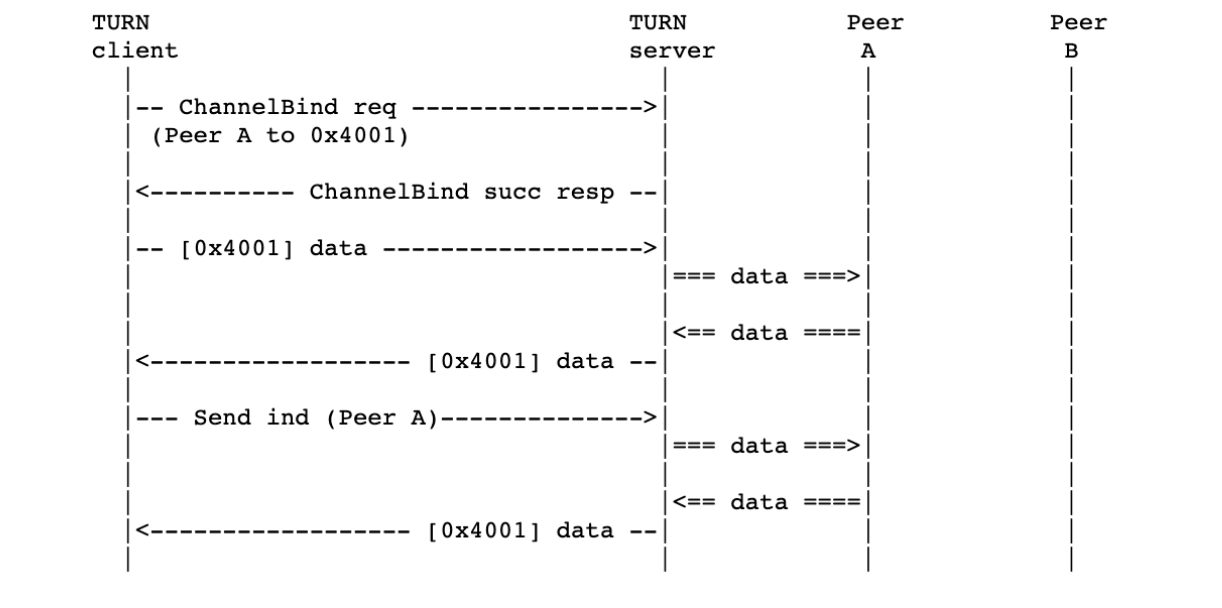 TURN TURN Peer Peer
client server A B
-- ChannelBind req ---------------->
(Peer A to 0x4001)
<---------- ChannelBind succ resp --
-- [0x4001] data ------------------>
=== data ===>
<== data ====
<------------------ [0x4001] data --
--- Send ind (Peer A)-------------->
=== data ===>
<== data ====
<------------------ [0x4001] data --